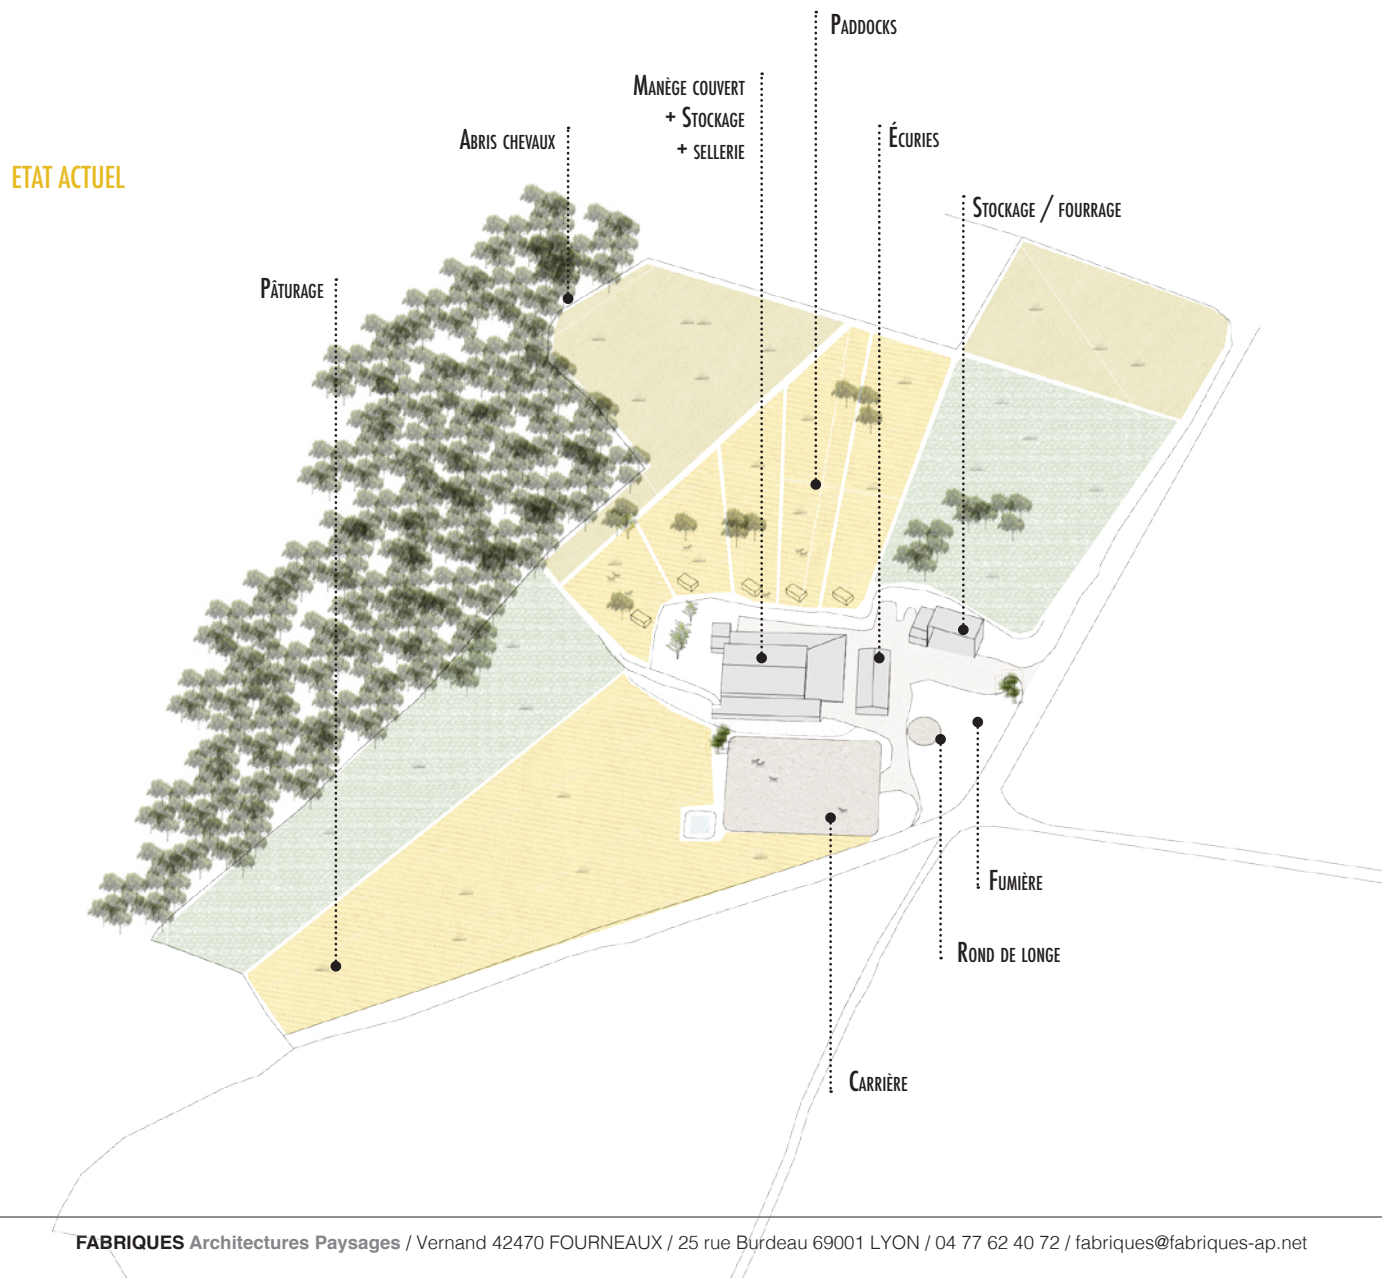 Paddocks
Manège couvert
+ Stockage
+ sellerie
Abris chevaux
Écuries
ETAT ACTUEL
Stockage / fourrage
Pâturage
Fumière
Rond de longe
Carrière
FABRIQUES Architectures Paysages / Vernand 42470 FOURNEAUX / 25 rue Burdeau 69001 LYON / 04 77 62 40 72 / fabriques@fabriques-ap.net